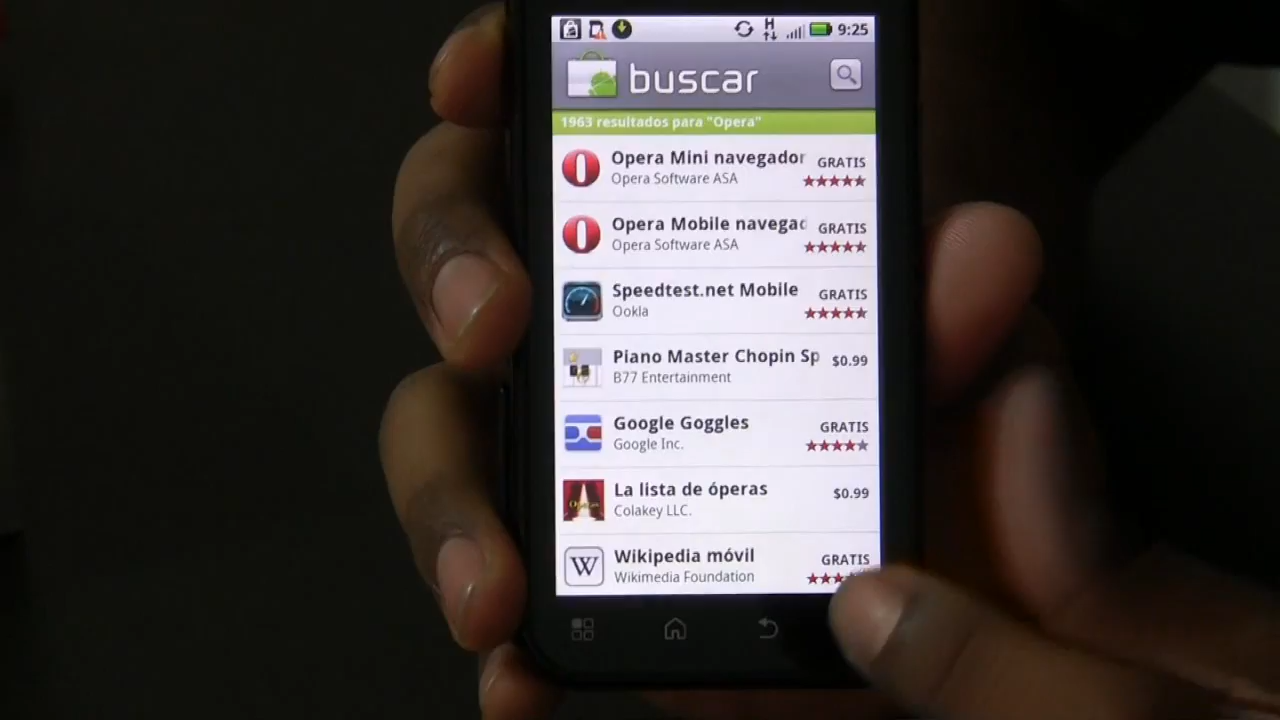 H 9:25
buscar
1963 resultados para "Opera"
Opera Mini navegador GRATIS
Opera Software ASA
Opera Mobile navegac GRATIS
Opera Software ASA
Speedtest.net Mobile GRATIS
Ookla
Piano Master Chopin Sp $0.99
B77 Entertainment
Google Goggles GRATIS
Google Inc.
La lista de óperas $0.99
Colakey LLC.
W Wikipedia móvil GRATIS
Wikimedia Foundation